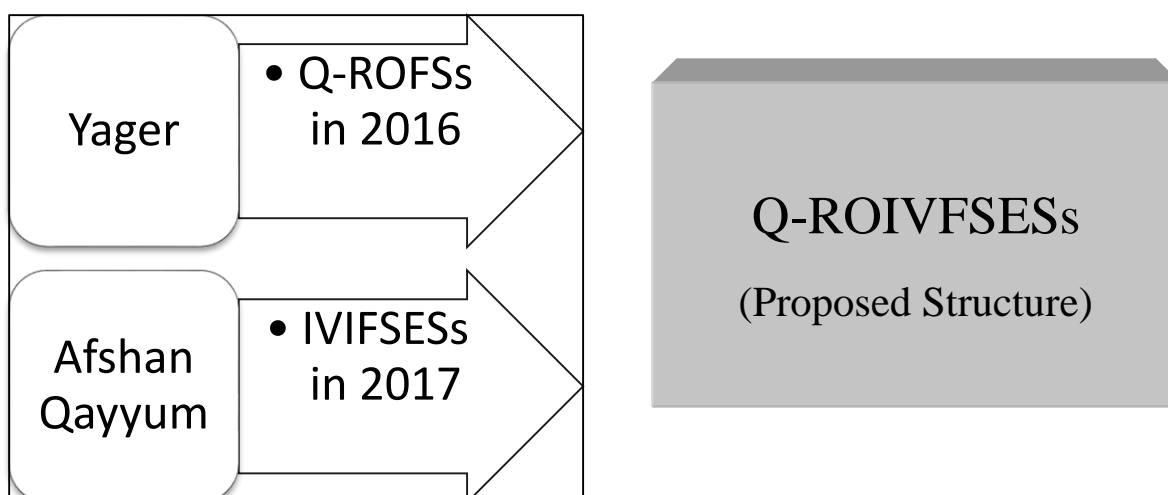 Yager
• Q-ROFSs
in 2016
Afshan
Qayyum
• IVIFSESs
in 2017
Q-ROIVFSESs
(Proposed Structure)